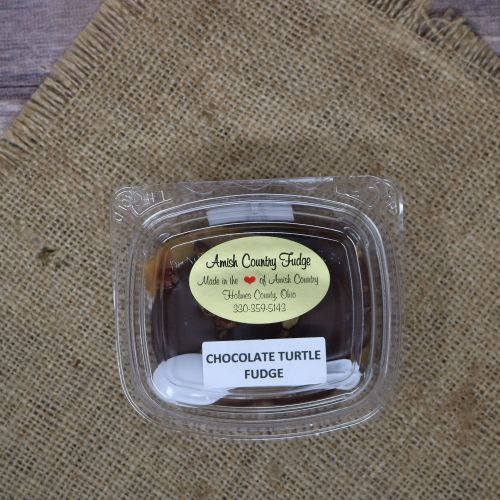 Amish Country Fudge
Made in the ❤ of Amish Country
Holmes County, Ohio
330-359-5143
CHOCOLATE TURTLE
FUDGE